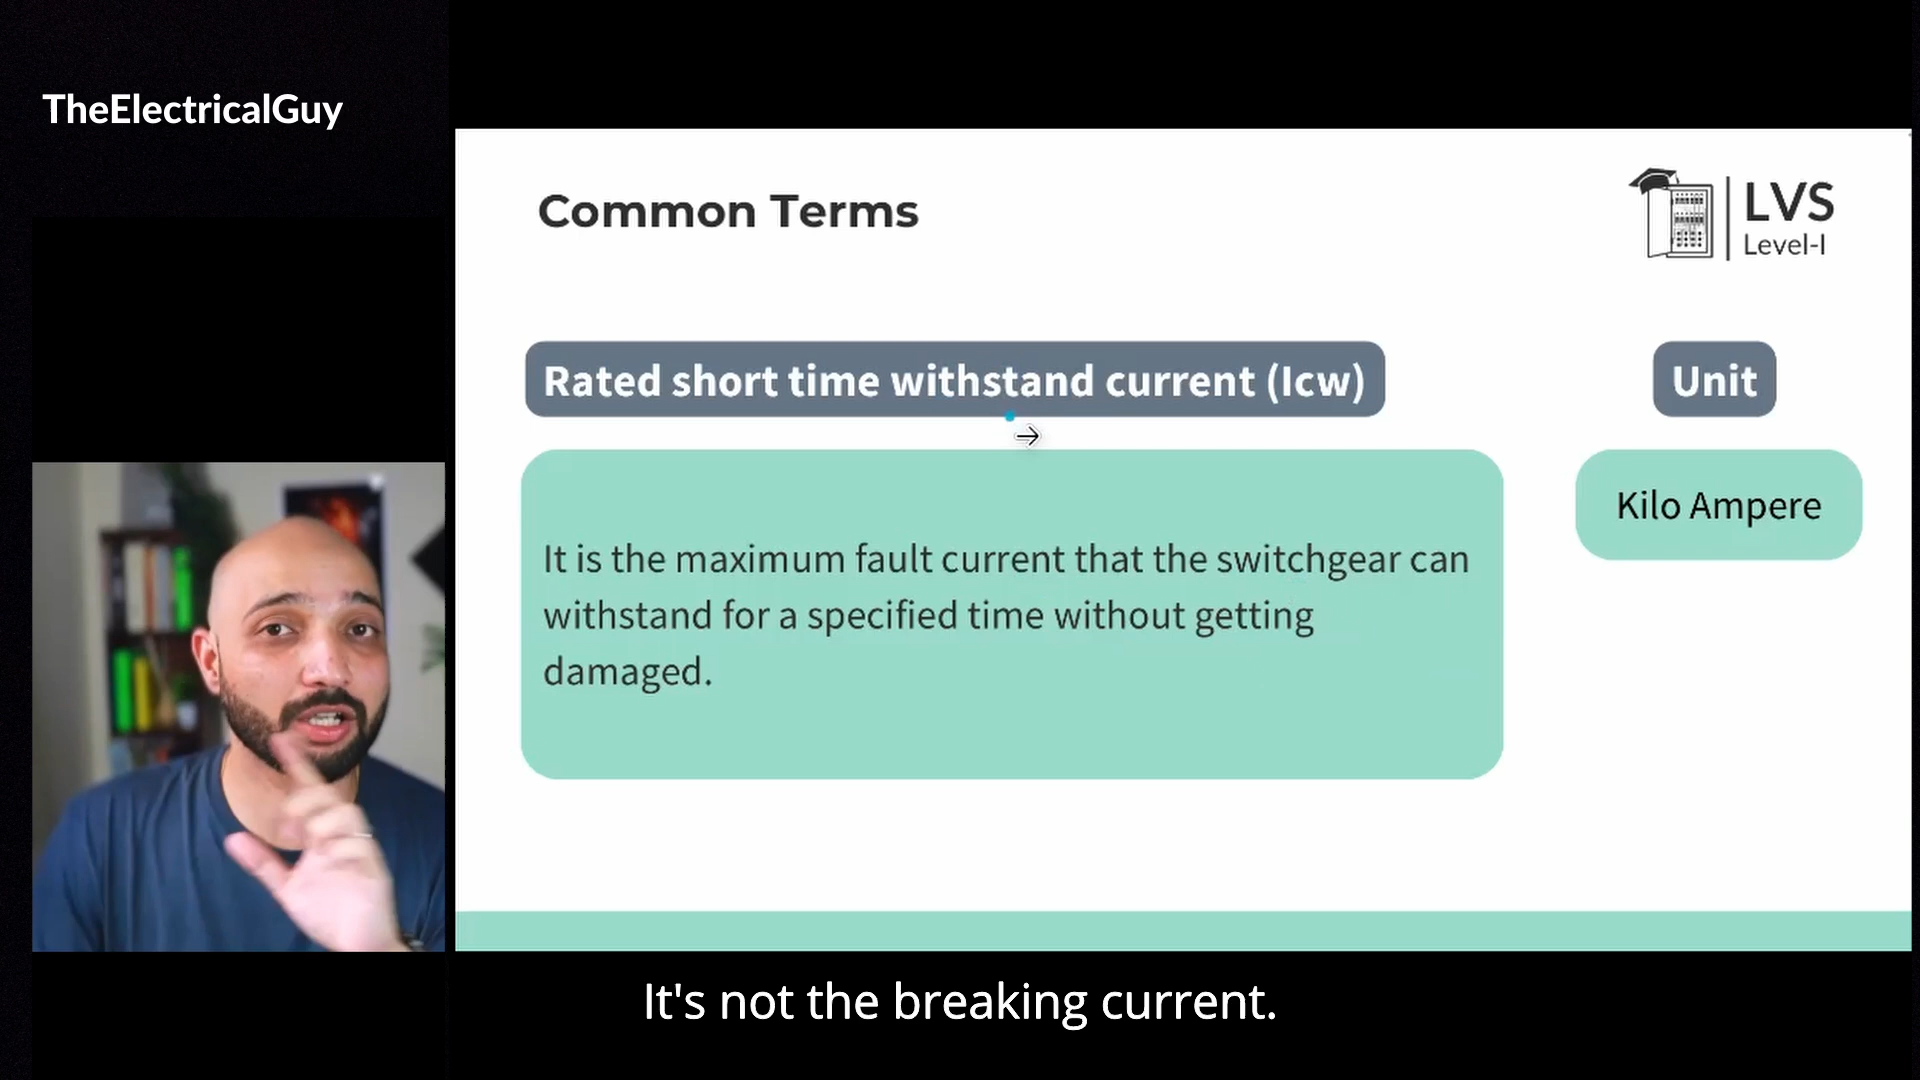 TheElectricalGuy
Common Terms
LVS
Level-I
Rated short time withstand current (Icw)
Unit
It is the maximum fault current that the switchgear can
withstand for a specified time without getting
damaged.
Kilo Ampere
It's not the breaking current.